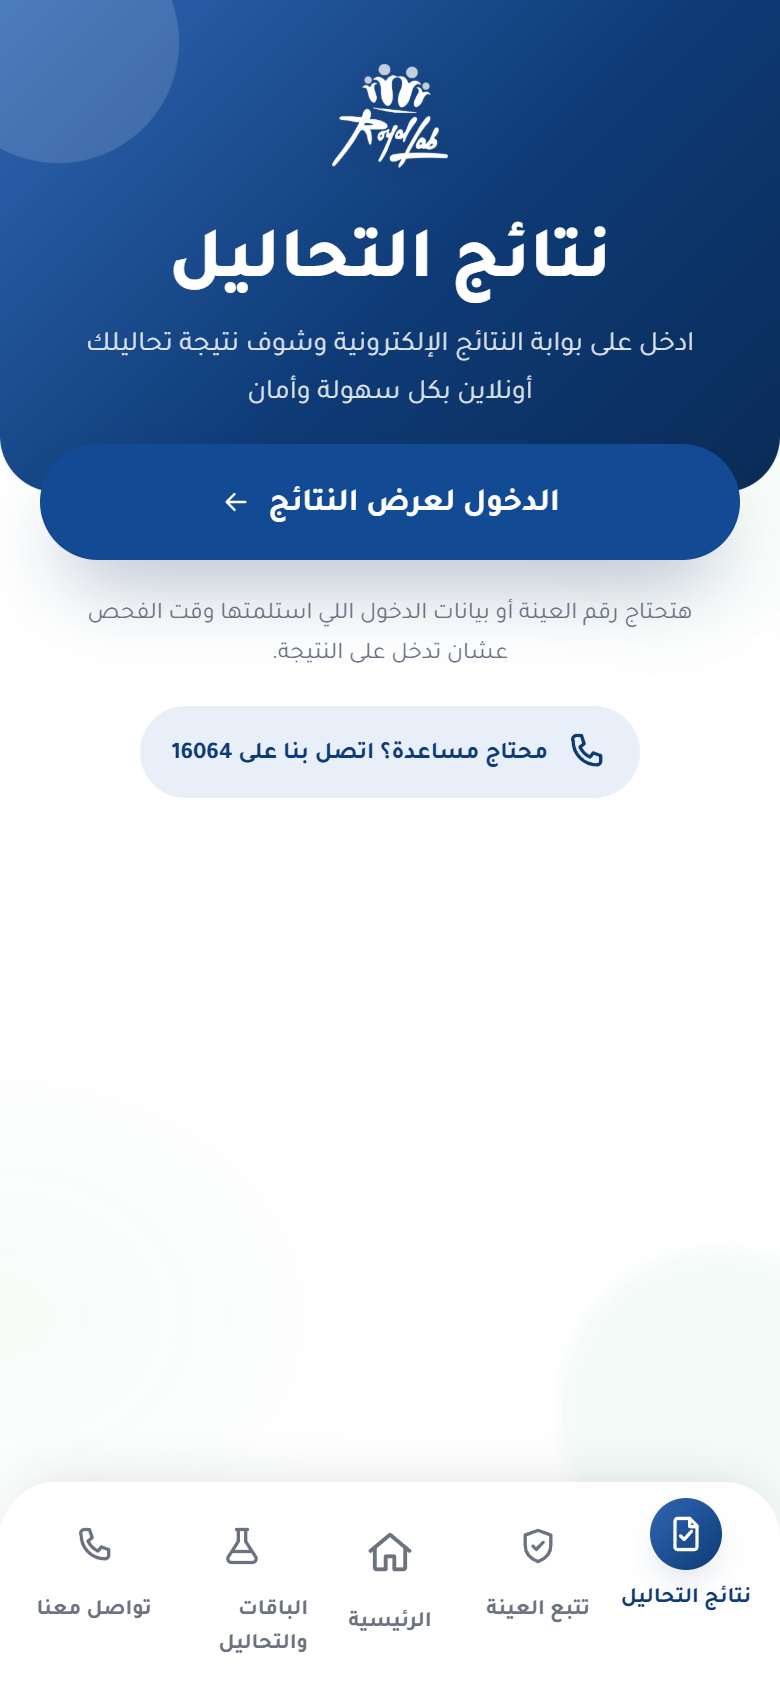 Royal lab
نتائج التحاليل
ادخل على بوابة النتائج الإلكترونية وشوف نتيجة تحاليلك
أونلاين بكل سهولة وأمان
الدخول لعرض النتائج ←
هتحتاج رقم العينة أو بيانات الدخول اللي استلمتها وقت الفحص
عشان تدخل على النتيجة.
محتاج مساعدة؟ اتصل بنا على 16064
نتائج التحاليل
تتبع العينة
الرئيسية
الباقات
والتحاليل
تواصل معنا